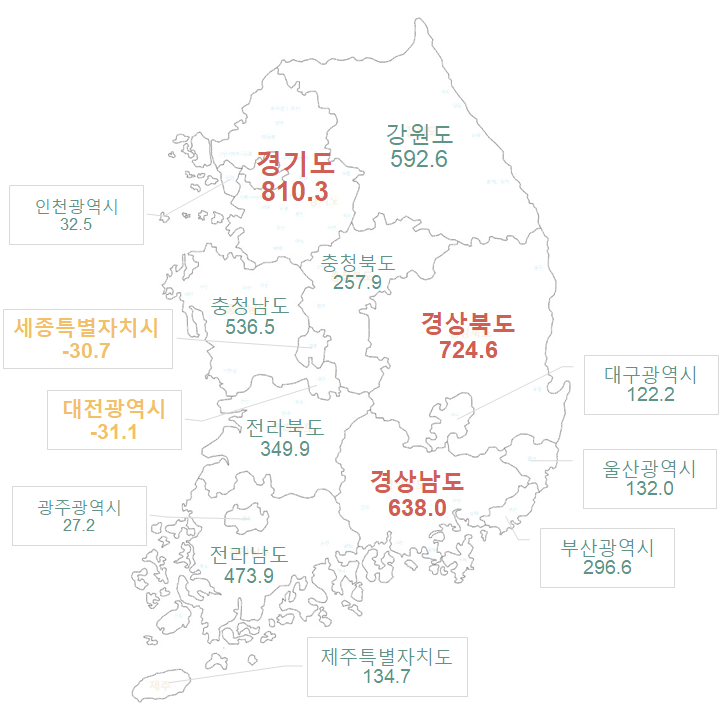 강원도
592.6
경기도
810.3
인천광역시
32.5
충청북도
257.9
충청남도
536.5
세종특별자치시
-30.7
경상북도
724.6
대구광역시
122.2
대전광역시
-31.1
전라북도
349.9
울산광역시
132.0
경상남도
638.0
광주광역시
27.2
부산광역시
296.6
전라남도
473.9
제주특별자치도
134.7
제주